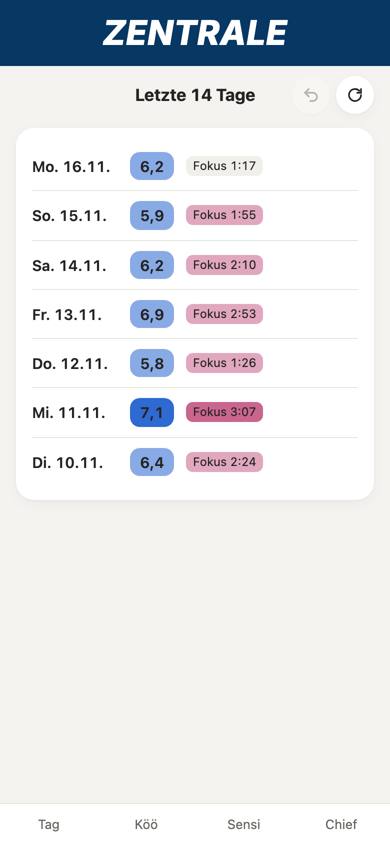 ZENTRALE
Letzte 14 Tage
Mo. 16.11. 6,2 Fokus 1:17
So. 15.11. 5,9 Fokus 1:55
Sa. 14.11. 6,2 Fokus 2:10
Fr. 13.11. 6,9 Fokus 2:53
Do. 12.11. 5,8 Fokus 1:26
Mi. 11.11. 7,1 Fokus 3:07
Di. 10.11. 6,4 Fokus 2:24
Tag Köö Sensi Chief